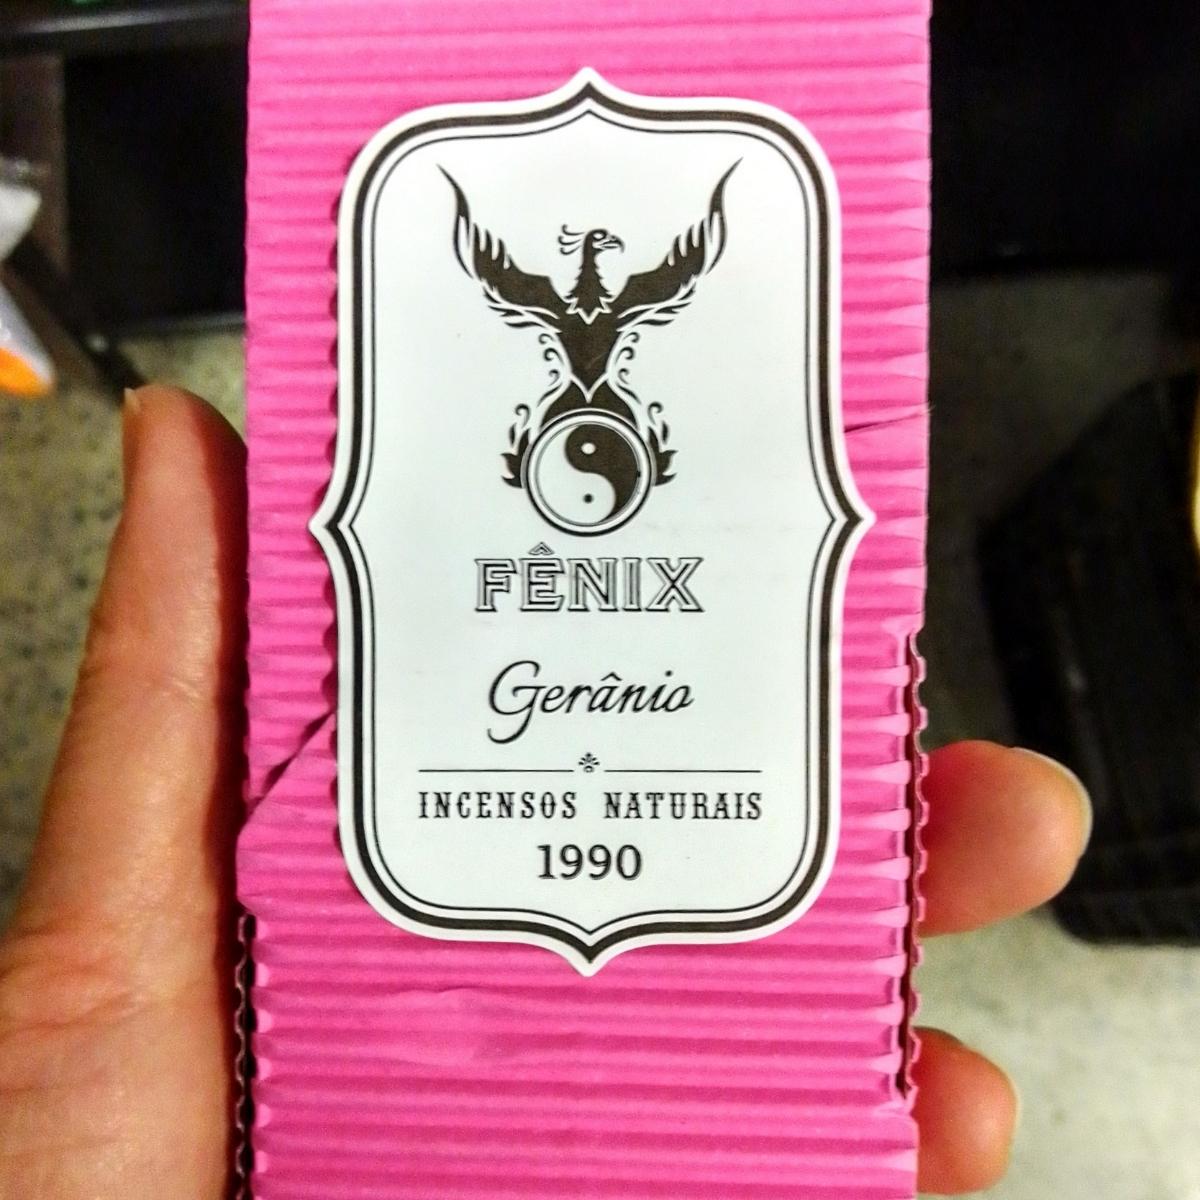 FÊNIX
Gerânio
INCENSOS NATURAIS
1990